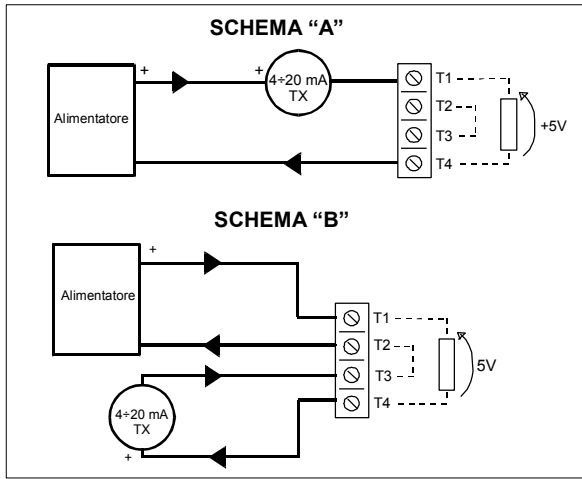 SCHEMA “A”
Alimentatore
+
+
4÷20 mA
TX
T1
T2
T3
T4
+5V
SCHEMA “B”
Alimentatore
+
4÷20 mA
TX
+
T1
T2
T3
T4
5V